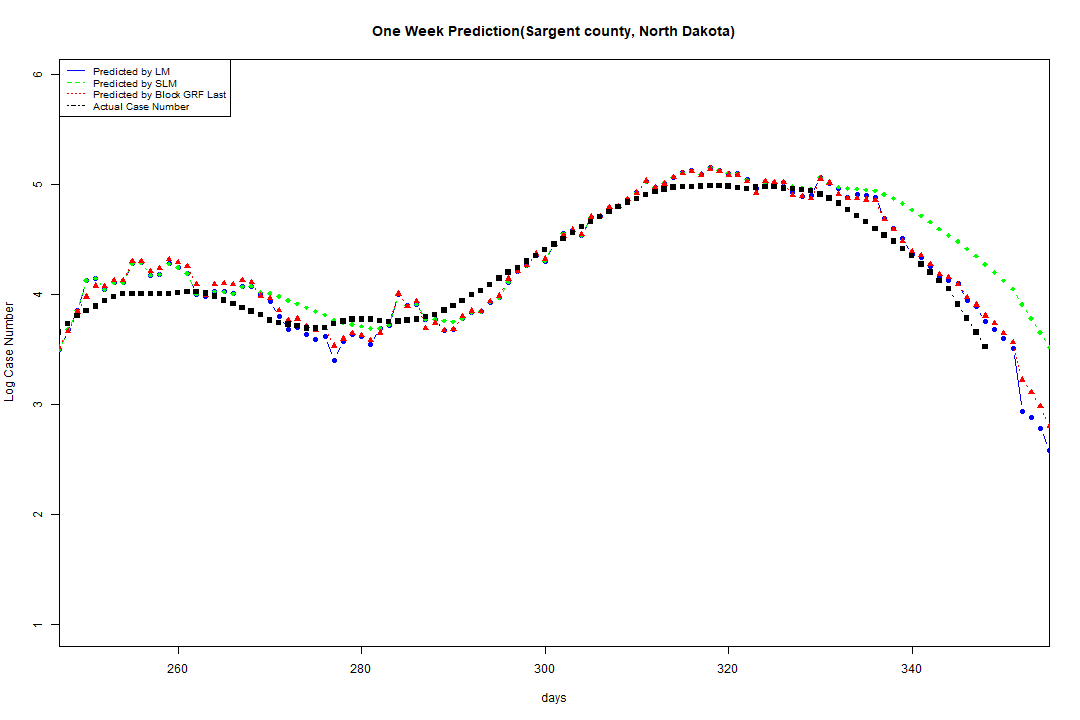 One Week Prediction(Sargent county, North Dakota)
Predicted by LM
Predicted by SLM
Predicted by Block GRF Last
Actual Case Number
Log Case Number
6
5
4
3
2
1
260 280 300 320 340
days